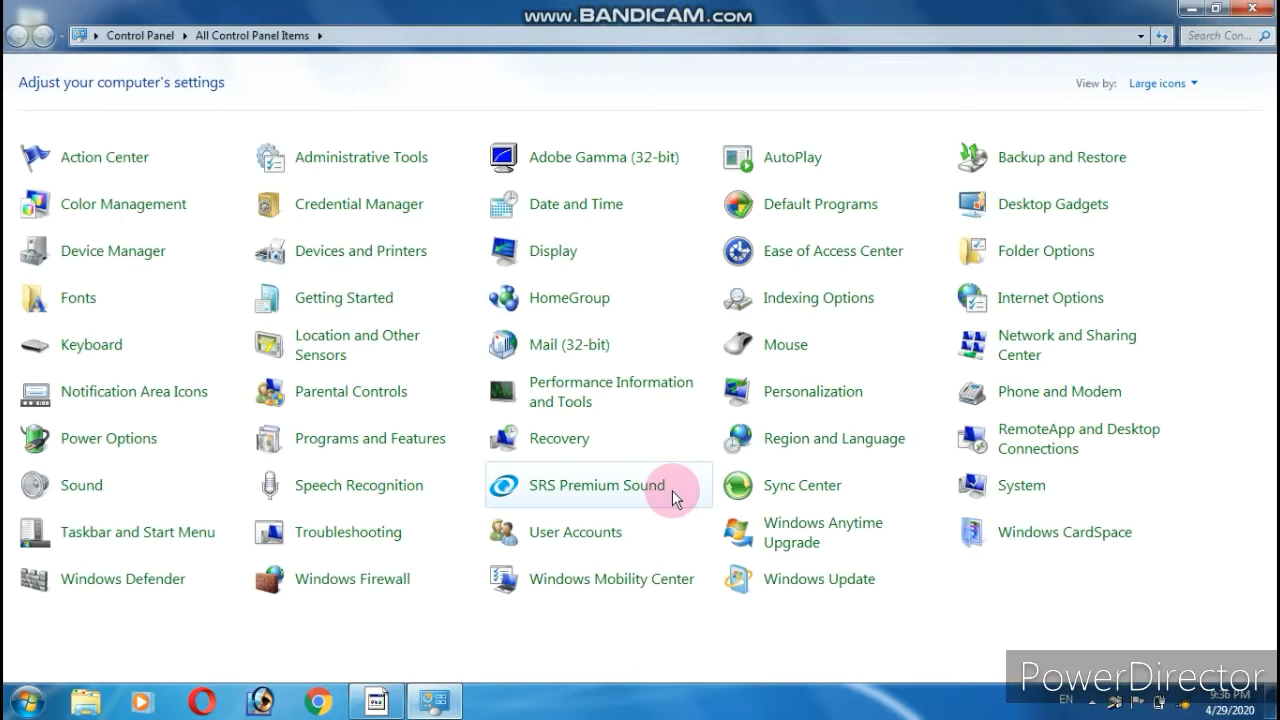 www.BANDICAM.com
Control Panel
All Control Panel Items
Search Con...
Adjust your computer's settings
View by:
Large icons
Action Center
Administrative Tools
Adobe Gamma (32-bit)
AutoPlay
Backup and Restore
Color Management
Credential Manager
Date and Time
Default Programs
Desktop Gadgets
Device Manager
Devices and Printers
Display
Ease of Access Center
Folder Options
Fonts
Getting Started
HomeGroup
Indexing Options
Internet Options
Keyboard
Location and Other
Sensors
Mail (32-bit)
Mouse
Network and Sharing
Center
Notification Area Icons
Parental Controls
Performance Information
and Tools
Personalization
Phone and Modem
Power Options
Programs and Features
Recovery
Region and Language
RemoteApp and Desktop
Connections
Sound
Speech Recognition
SRS Premium Sound
Sync Center
System
Taskbar and Start Menu
Troubleshooting
User Accounts
Windows Anytime
Upgrade
Windows CardSpace
Windows Defender
Windows Firewall
Windows Mobility Center
Windows Update
PowerDirector
EN
9:36 PM
4/29/2020